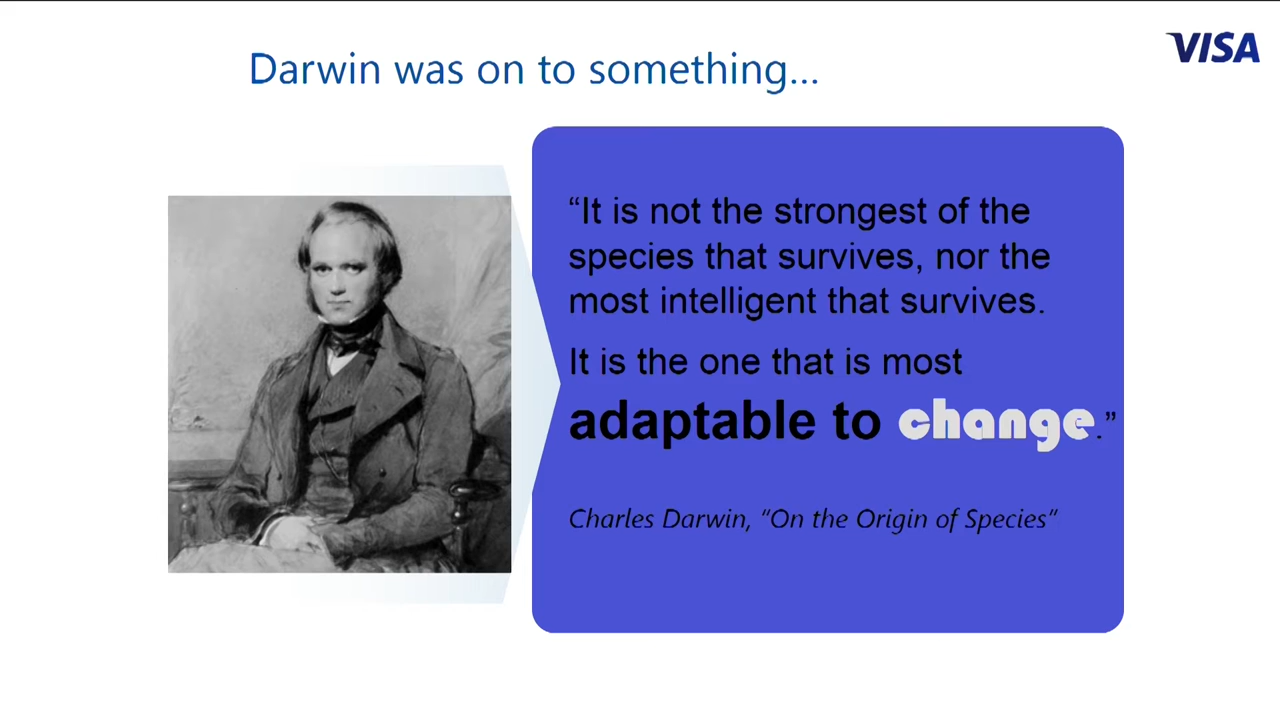 Darwin was on to something...
VISA
“It is not the strongest of the
species that survives, nor the
most intelligent that survives.
It is the one that is most
adaptable to change.”
Charles Darwin, “On the Origin of Species“